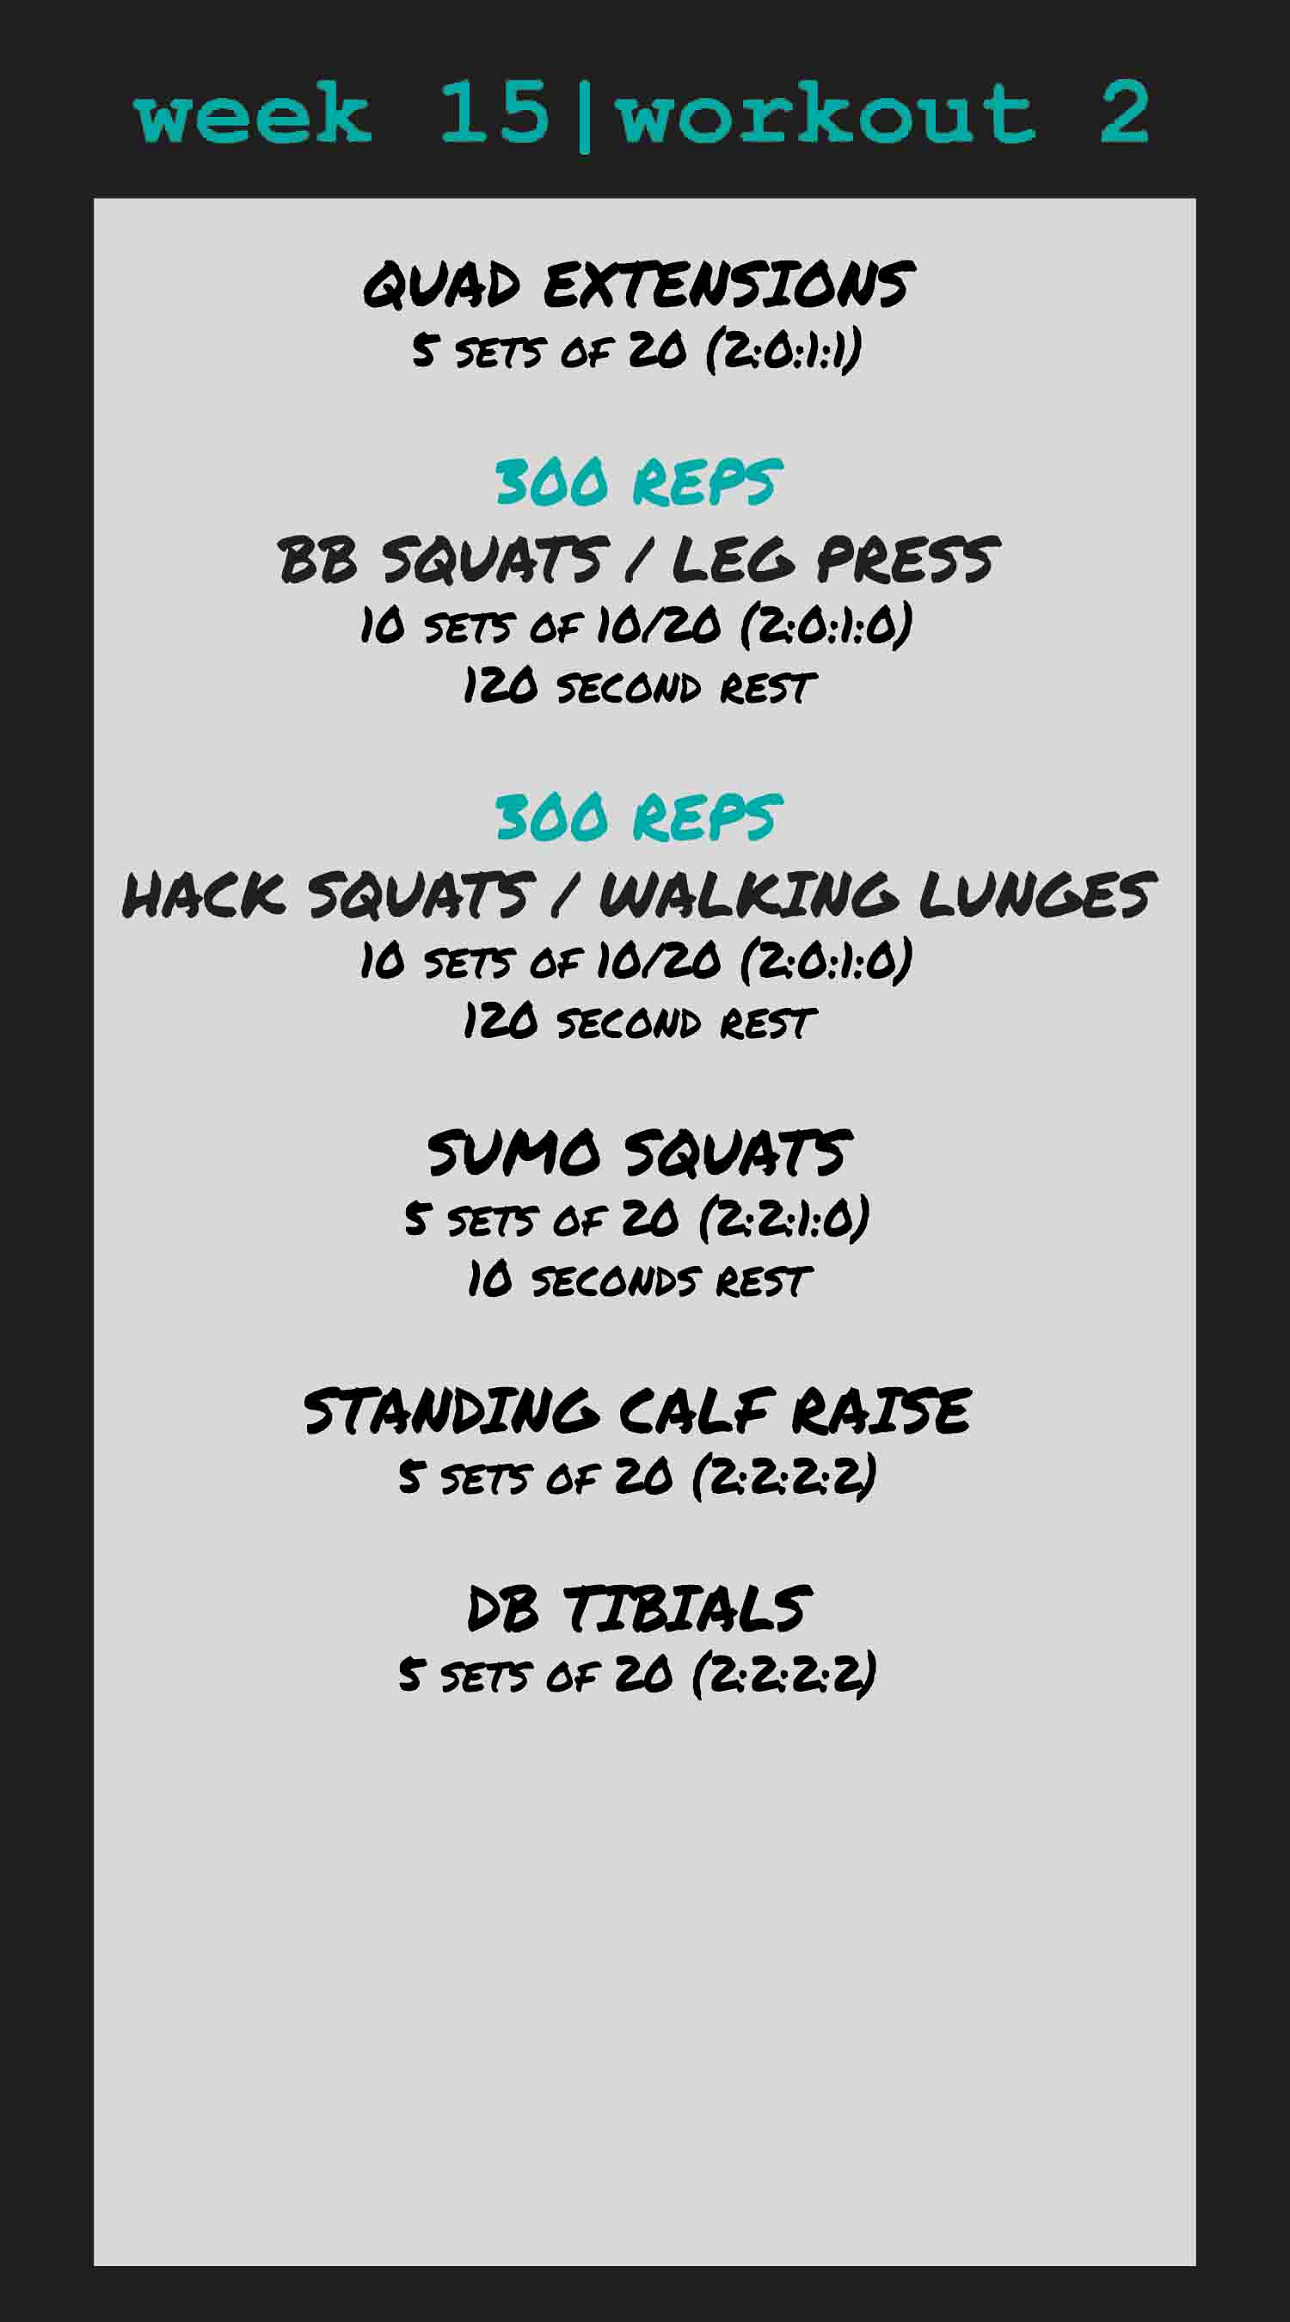 week 15|workout 2
QUAD EXTENSIONS
5 SETS OF 20 (2:0:1:1)
300 REPS
BB SQUATS / LEG PRESS
10 SETS OF 10/20 (2:0:1:0)
120 SECOND REST
300 REPS
HACK SQUATS / WALKING LUNGES
10 SETS OF 10/20 (2:0:1:0)
120 SECOND REST
SUMO SQUATS
5 SETS OF 20 (2:2:1:0)
10 SECONDS REST
STANDING CALF RAISE
5 SETS OF 20 (2:2:2:2)
DB TIBIALS
5 SETS OF 20 (2:2:2:2)